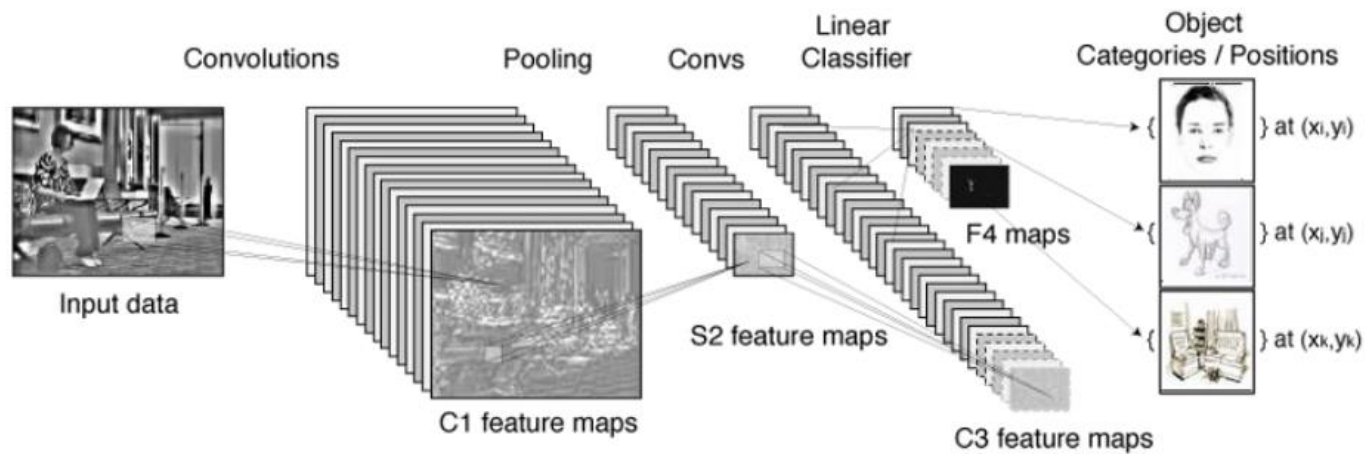 Convolutions
Pooling
Convs
Linear
Classifier
Object
Categories / Positions
{ } at (xi,yi)
{ } at (xj,yj)
{ } at (xk,yk)
Input data
C1 feature maps
S2 feature maps
F4 maps
C3 feature maps